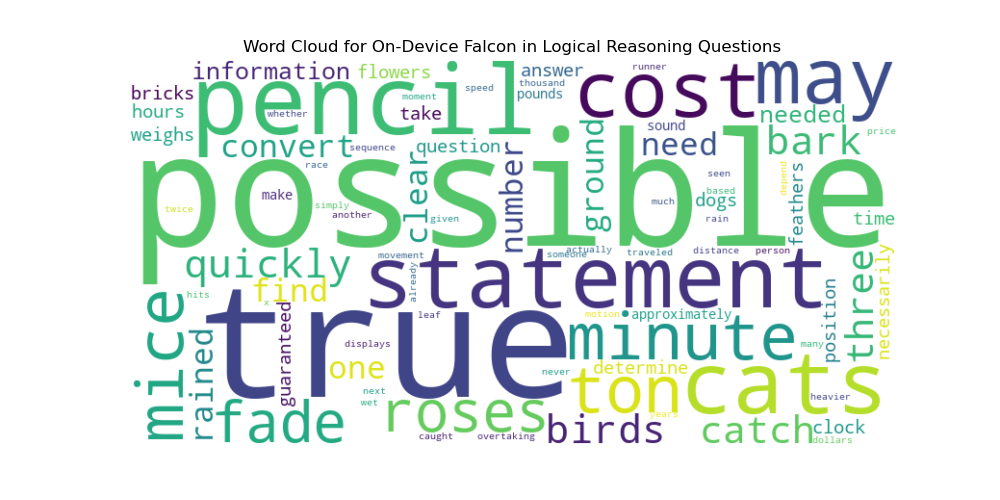 Word Cloud for On-Device Falcon in Logical Reasoning Questions
information flowers answer runner cost may
bricks pencil moment speed thousand pounds
hours whether take needed
weighs convert sequence question number ground sound need bark price
possible
race clear seen feathers depend
make simply much based dogs
twice another given rain time
quickly movement someone actually traveled distance person
statement
mice hits find x already motion approximately position three necessarily
true leaf minute
rained guaranteed displays many
one never determine
next ton cats
wet heavier
fade roses years
birds catch clock
caught overtaking dollars